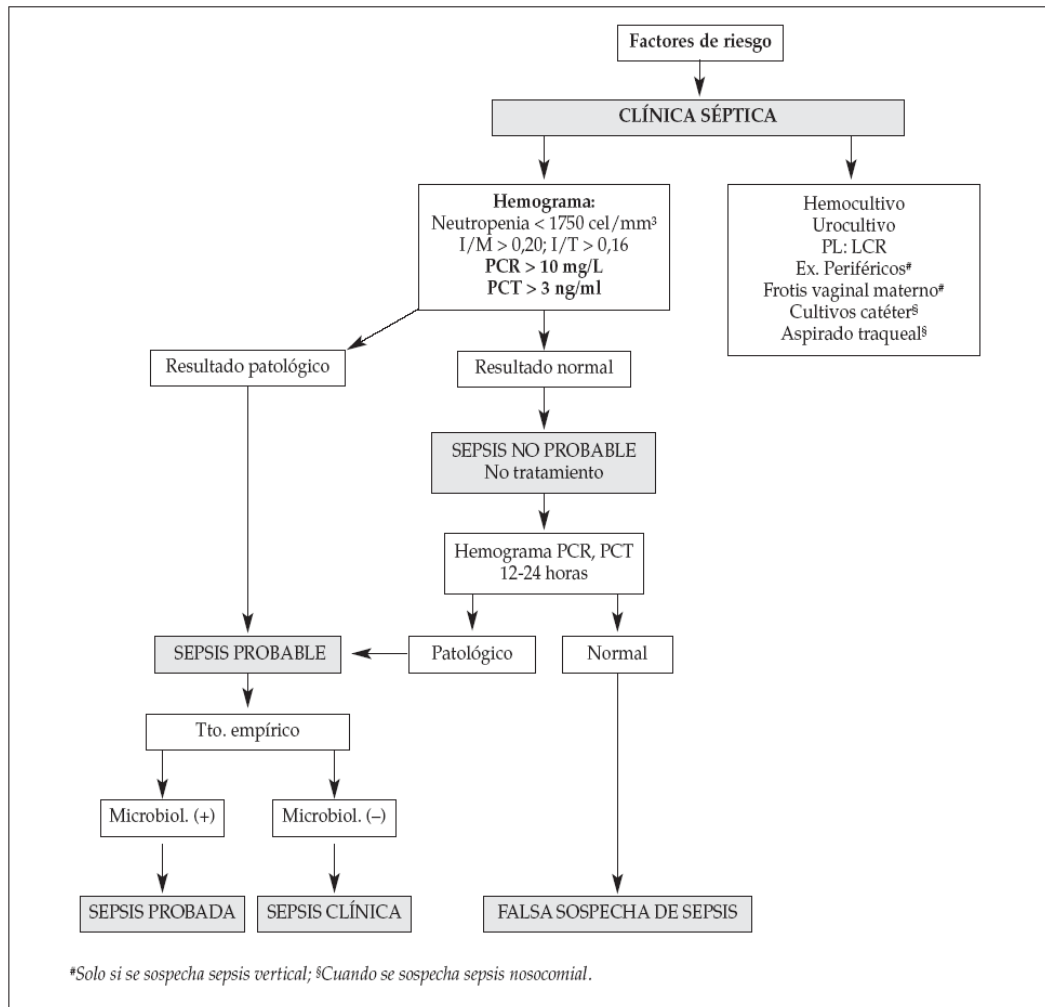 Factores de riesgo
CLÍNICA SÉPTICA
Hemograma:
Neutropenia < 1750 cel/mm³
I/M > 0,20; I/T > 0,16
PCR > 10 mg/L
PCT > 3 ng/ml
Hemocultivo
Urocultivo
PL: LCR
Ex. Periféricos#
Frotis vaginal materno#
Cultivos catéter§
Aspirado traqueal§
Resultado patológico
Resultado normal
SEPSIS NO PROBABLE
No tratamiento
Hemograma PCR, PCT
12-24 horas
SEPSIS PROBABLE
Patológico
Normal
Tto. empírico
Microbiol. (+)
Microbiol. (–)
SEPSIS PROBADA
SEPSIS CLÍNICA
FALSA SOSPECHA DE SEPSIS
#Solo si se sospecha sepsis vertical; §Cuando se sospecha sepsis nosocomial.